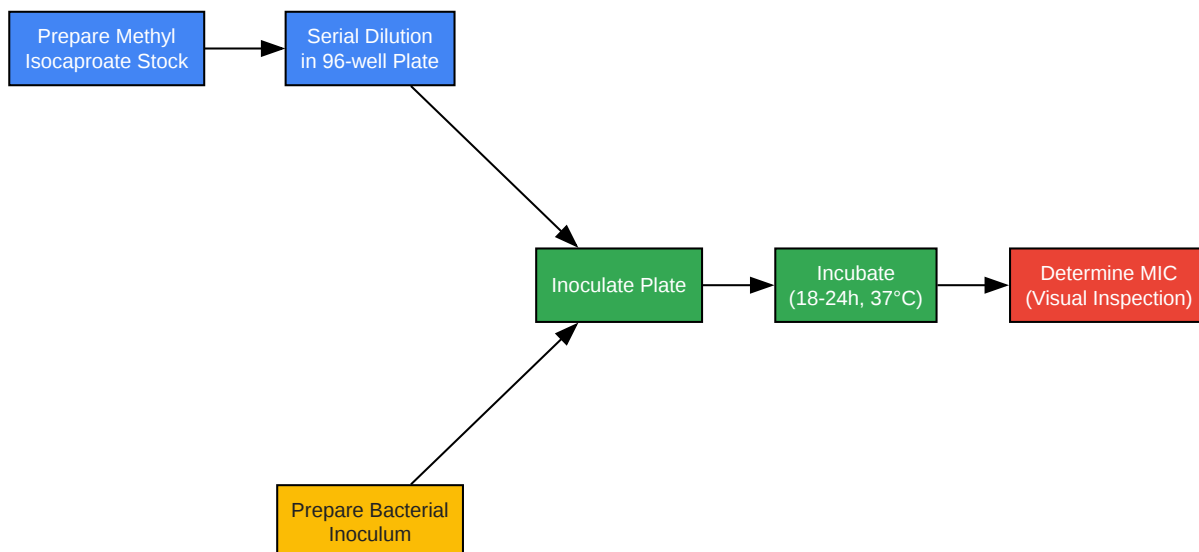 Prepare Methyl
Isocaproate Stock
Serial Dilution
in 96-well Plate
Inoculate Plate
Incubate
(18-24h, 37°C)
Determine MIC
(Visual Inspection)
Prepare Bacterial
Inoculum